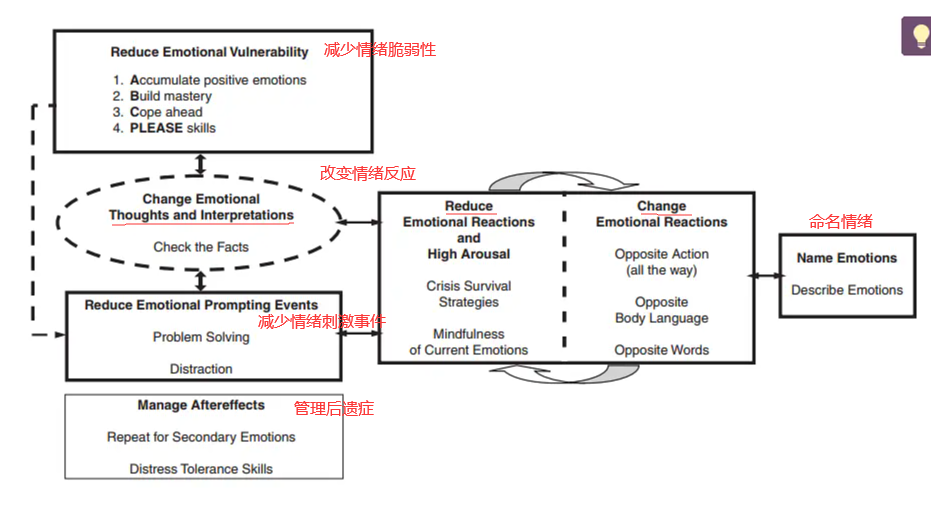 Reduce Emotional Vulnerability
减少情绪脆弱性
1. Accumulate positive emotions
2. Build mastery
3. Cope ahead
4. PLEASE skills
改变情绪反应
Change Emotional
Thoughts and Interpretations
Check the Facts
Reduce
Emotional Reactions
and
High Arousal
Crisis Survival
Strategies
Mindfulness
of Current Emotions
Change
Emotional Reactions
Opposite Action
(all the way)
Opposite
Body Language
Opposite Words
命名情绪
Name Emotions
Describe Emotions
Reduce Emotional Prompting Events
减少情绪刺激事件
Problem Solving
Distraction
Manage Aftereffects
管理后遗症
Repeat for Secondary Emotions
Distress Tolerance Skills